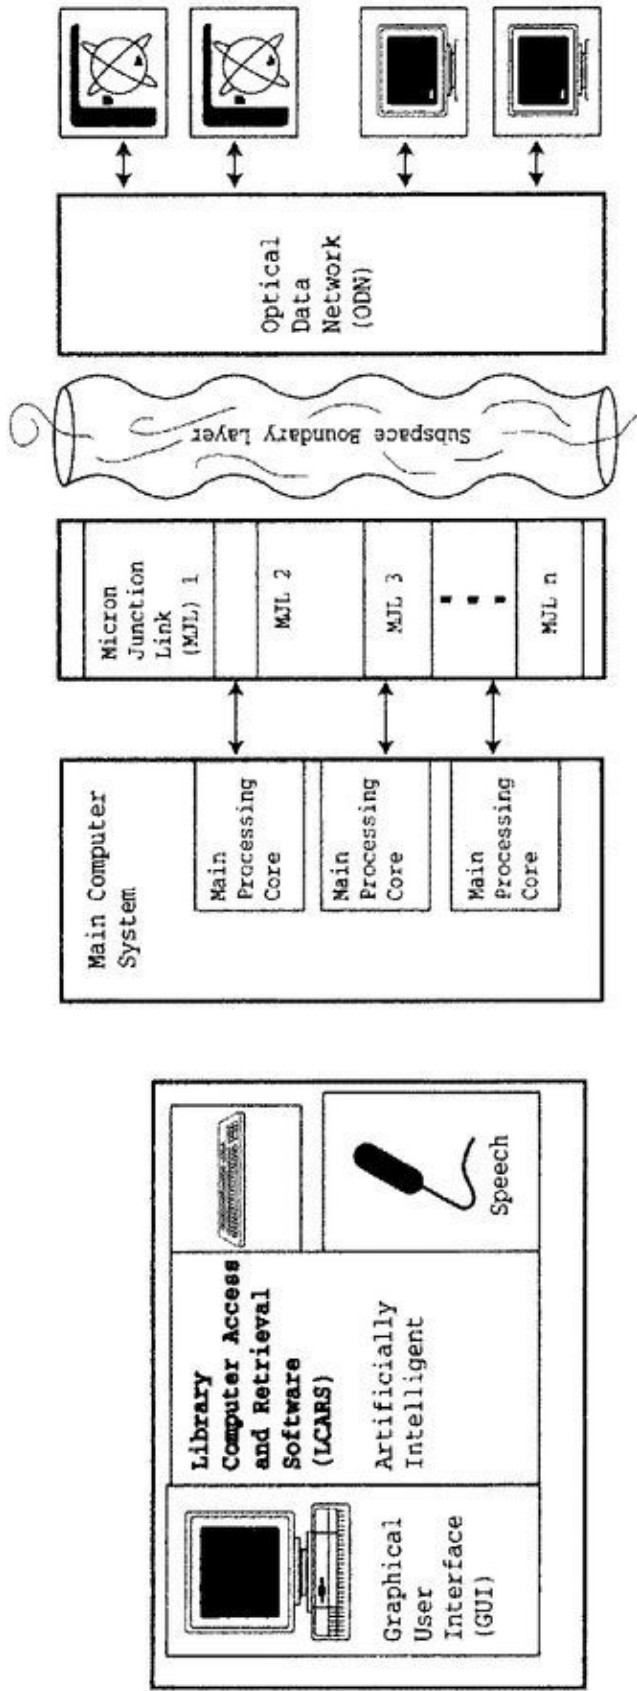 Graphical
User
Interface
(GUI)
Library
Computer Access
and Retrieval
Software
(LCARS)
Artificially
Intelligent
Speech
Main Computer
System
Main
Processing
Core
Main
Processing
Core
Main
Processing
Core
Micron
Junction
Link
(MJL) 1
MJL 2
MJL 3
MJL n
Subspace Boundary Layer
Optical
Data
Network
(ODN)